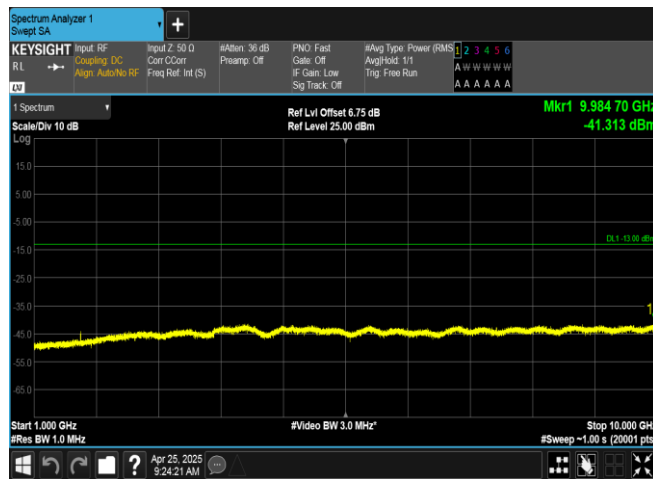 Spectrum Analyzer 1
Swept SA
KEYSIGHT
RL
LXI
Input: RF
Coupling: DC
Align: Auto/No RF
Input Z: 50 Ω
Corr CCorr
Freq Ref: Int (S)
#Atten: 36 dB
Preamp: Off
PNO: Fast
Gate: Off
IF Gain: Low
Sig Track: Off
#Avg Type: Power (RMS
Avg|Hold: 1/1
Trig: Free Run
1 2 3 4 5 6
A W W W W W
A A A A A A
1 Spectrum
Scale/Div 10 dB
Log
Ref Lvl Offset 6.75 dB
Ref Level 25.00 dBm
Mkr1 9.984 70 GHz
-41.313 dBm
15.0
5.00
-5.00
DL1 -13.00 dBm
-15.0
-25.0
-35.0
1
-45.0
-55.0
-65.0
Start 1.000 GHz
#Res BW 1.0 MHz
#Video BW 3.0 MHz*
Stop 10.000 GHz
#Sweep ~1.00 s (20001 pts
?
Apr 25, 2025
9:24:21 AM